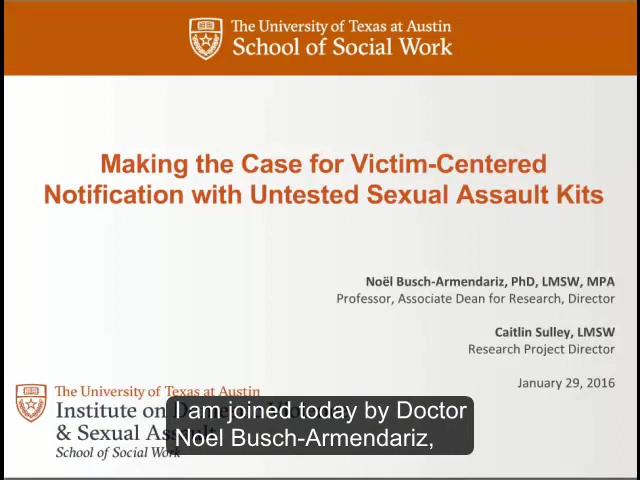 The University of Texas at Austin
School of Social Work
Making the Case for Victim-Centered
Notification with Untested Sexual Assault Kits
Noël Busch-Armendariz, PhD, LMSW, MPA
Professor, Associate Dean for Research, Director
Caitlin Sulley, LMSW
Research Project Director
January 29, 2016
The University of Texas at Austin
Institute on
& Sexual
School of Social Work
I am joined today by Doctor
Noel Busch-Armendariz,